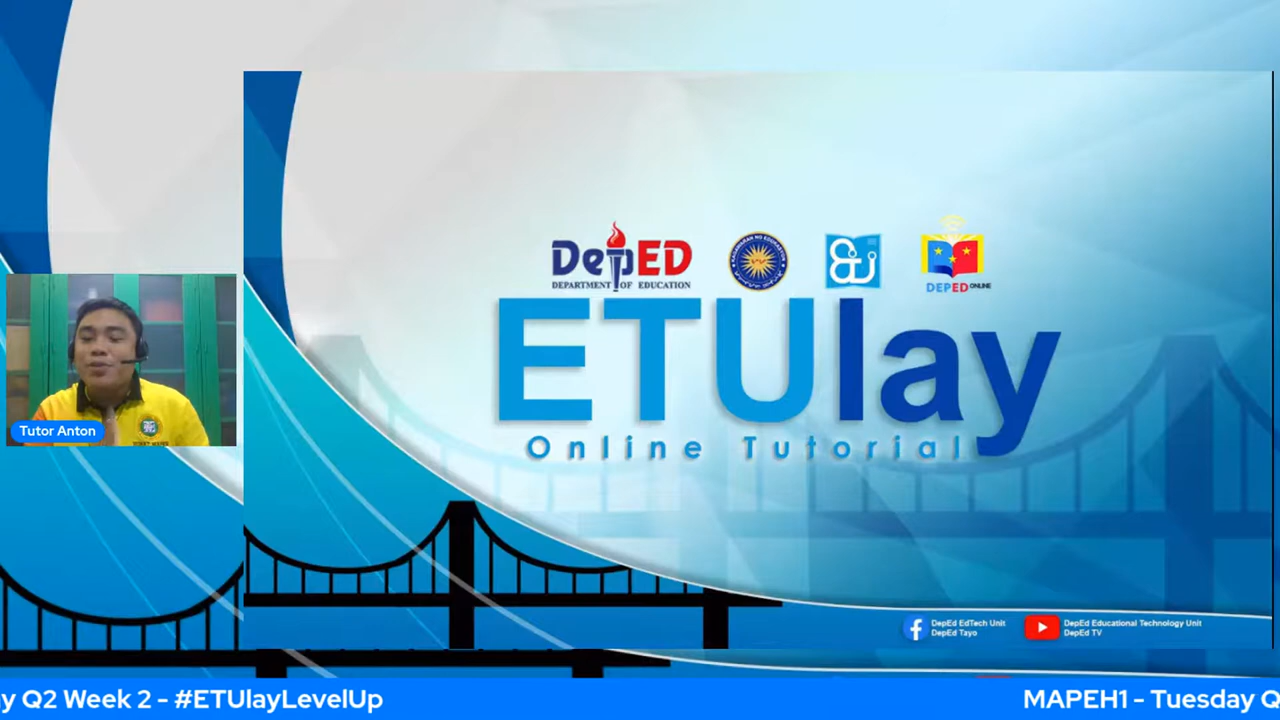 DepED
DEPARTMENT OF EDUCATION
DEPED ONLINE
ETUlay
Online Tutorial
Tutor Anton
DepEd EdTech Unit
DepEd Tayo
DepEd Educational Technology Unit
DepEd TV
y Q2 Week 2 - #ETUlayLevelUp
MAPEH1 - Tuesday Q